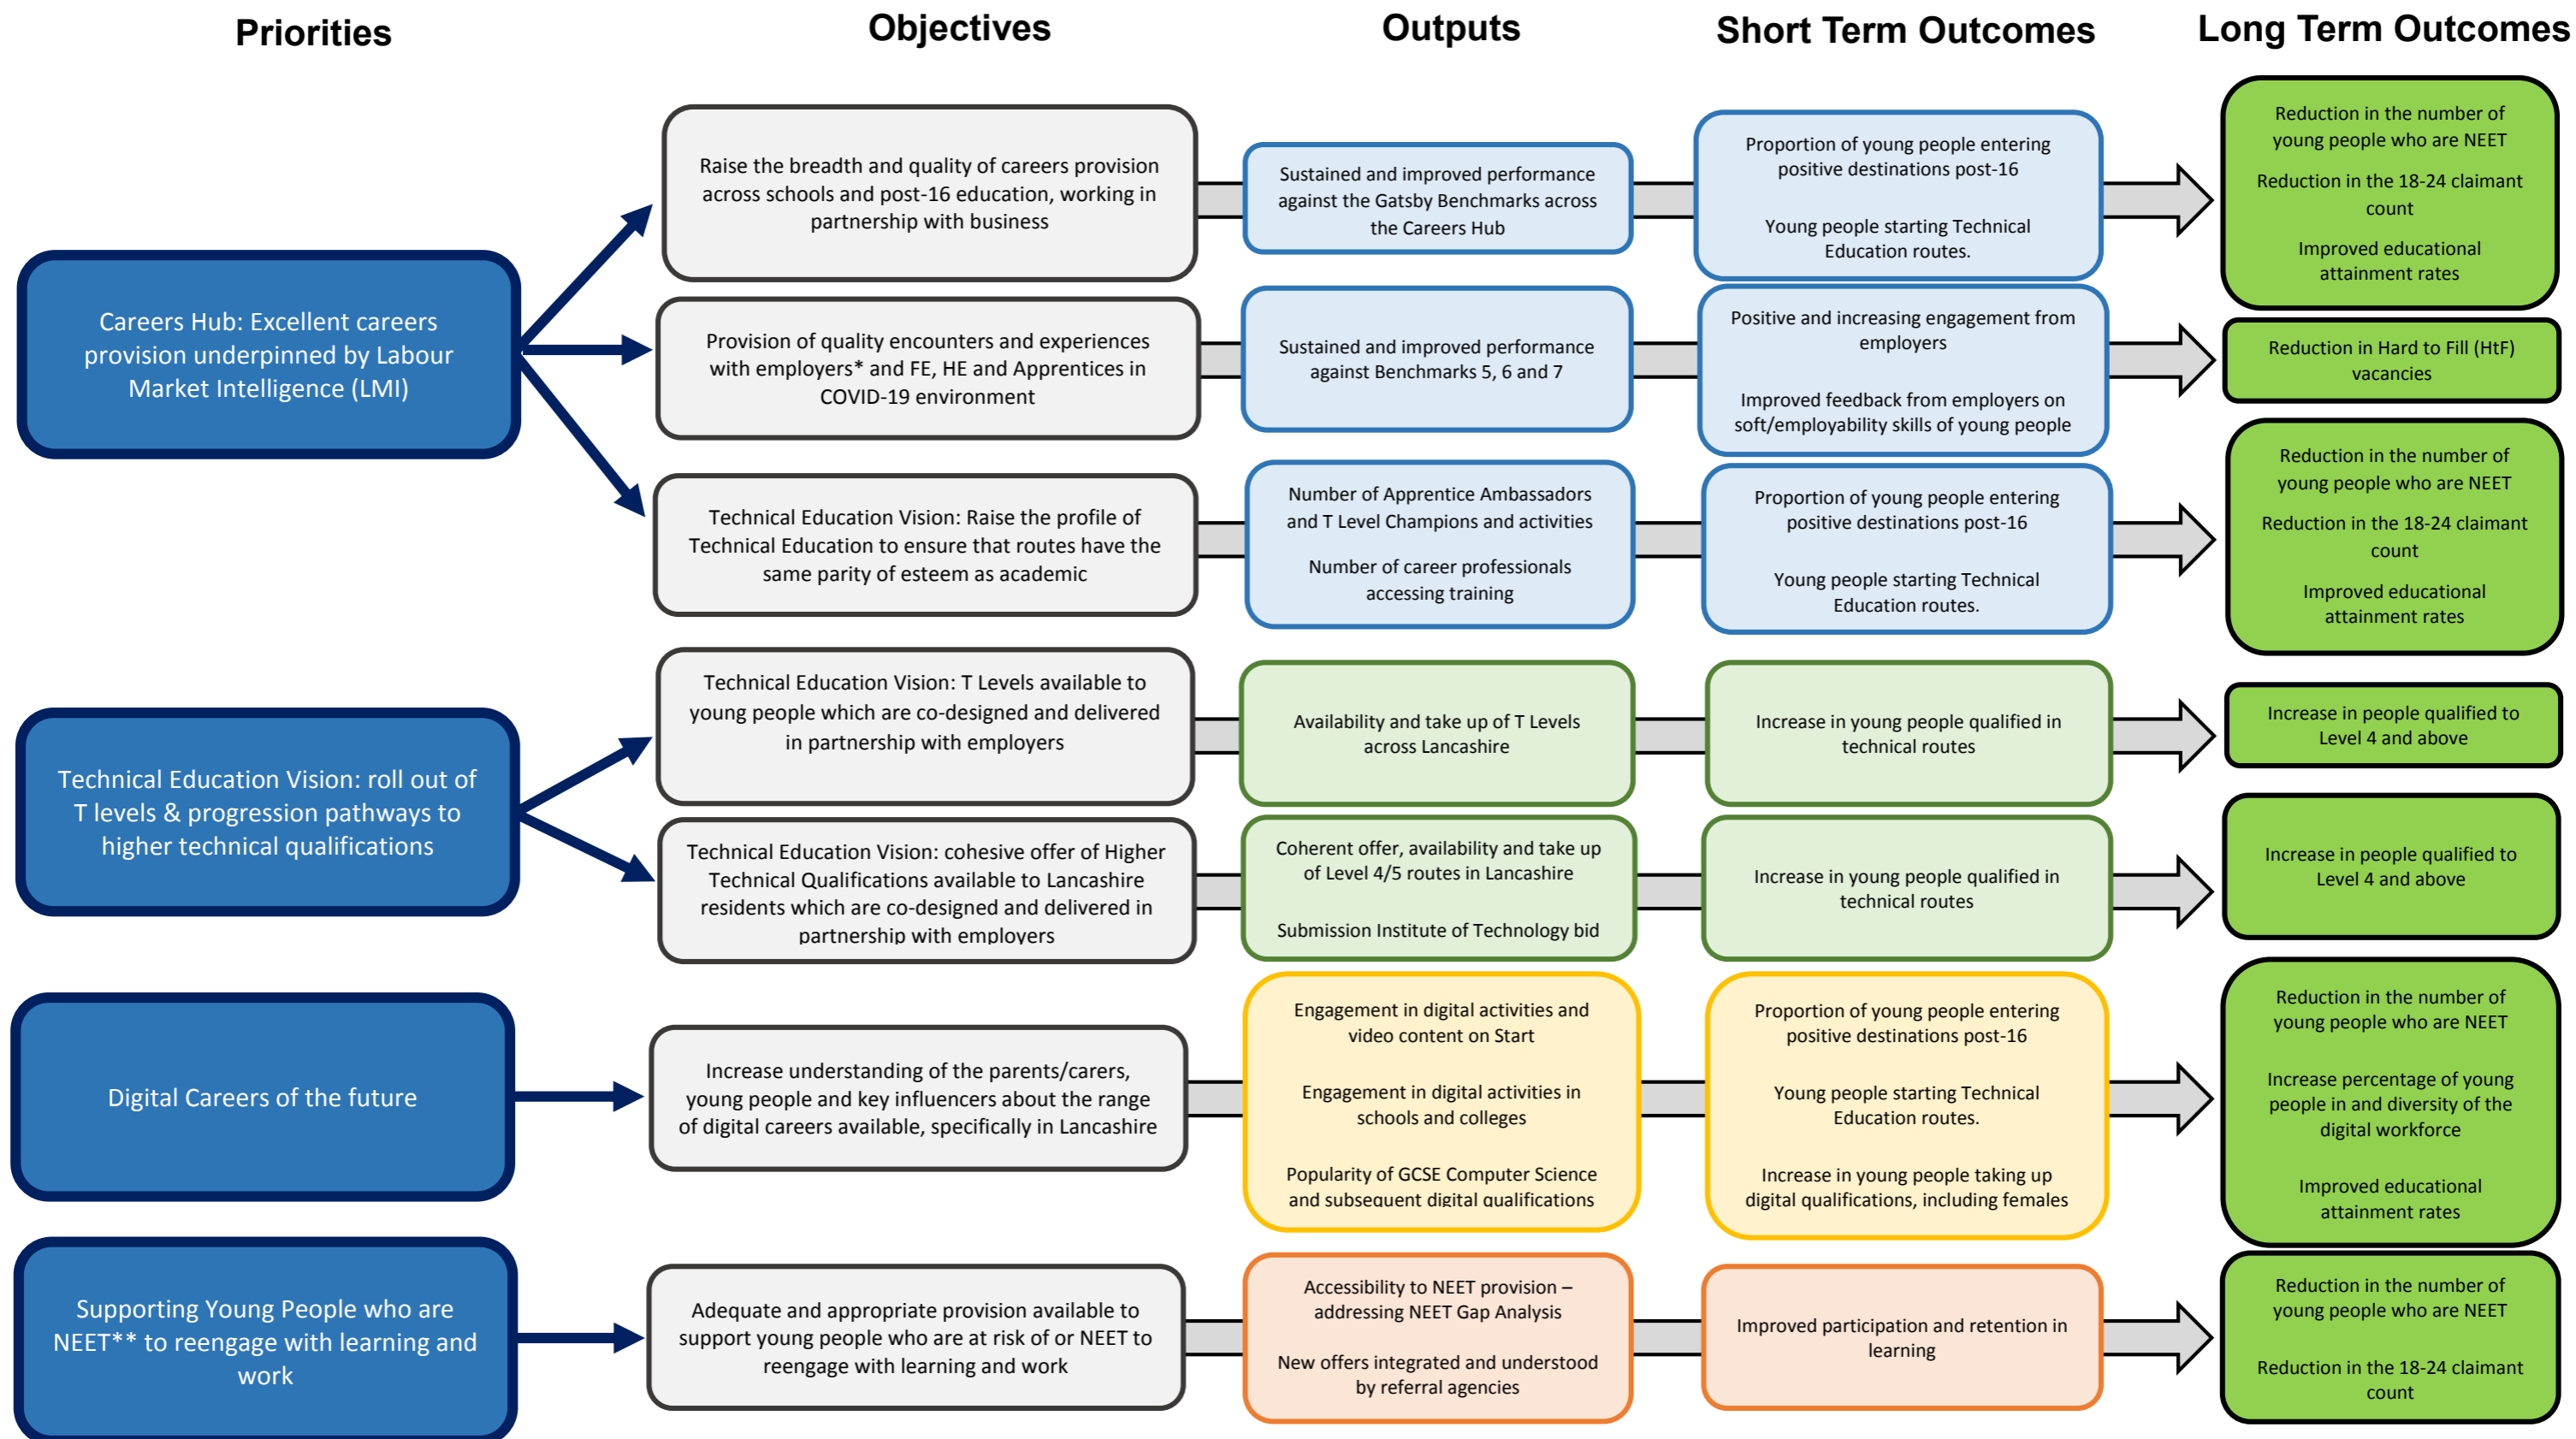 Priorities
Objectives
Outputs
Short Term Outcomes
Long Term Outcomes
Careers Hub: Excellent careers
provision underpinned by Labour
Market Intelligence (LMI)
Raise the breadth and quality of careers provision
across schools and post-16 education, working in
partnership with business
Sustained and improved performance
against the Gatsby Benchmarks across
the Careers Hub
Proportion of young people entering
positive destinations post-16
Young people starting Technical
Education routes.
Reduction in the number of
young people who are NEET
Reduction in the 18-24 claimant
count
Improved educational
attainment rates
Provision of quality encounters and experiences
with employers* and FE, HE and Apprentices in
COVID-19 environment
Sustained and improved performance
against Benchmarks 5, 6 and 7
Positive and increasing engagement from
employers
Improved feedback from employers on
soft/employability skills of young people
Reduction in Hard to Fill (HtF)
vacancies
Technical Education Vision: Raise the profile of
Technical Education to ensure that routes have the
same parity of esteem as academic
Number of Apprentice Ambassadors
and T Level Champions and activities
Number of career professionals
accessing training
Proportion of young people entering
positive destinations post-16
Young people starting Technical
Education routes.
Reduction in the number of
young people who are NEET
Reduction in the 18-24 claimant
count
Improved educational
attainment rates
Technical Education Vision: roll out of
T levels & progression pathways to
higher technical qualifications
Technical Education Vision: T Levels available to
young people which are co-designed and delivered
in partnership with employers
Availability and take up of T Levels
across Lancashire
Increase in young people qualified in
technical routes
Increase in people qualified to
Level 4 and above
Technical Education Vision: cohesive offer of Higher
Technical Qualifications available to Lancashire
residents which are co-designed and delivered in
partnership with employers
Coherent offer, availability and take up
of Level 4/5 routes in Lancashire
Submission Institute of Technology bid
Increase in young people qualified in
technical routes
Increase in people qualified to
Level 4 and above
Digital Careers of the future
Increase understanding of the parents/carers,
young people and key influencers about the range
of digital careers available, specifically in Lancashire
Engagement in digital activities and
video content on Start
Engagement in digital activities in
schools and colleges
Popularity of GCSE Computer Science
and subsequent digital qualifications
Proportion of young people entering
positive destinations post-16
Young people starting Technical
Education routes.
Increase in young people taking up
digital qualifications, including females
Reduction in the number of
young people who are NEET
Increase percentage of young
people in and diversity of the
digital workforce
Improved educational
attainment rates
Supporting Young People who are
NEET** to reengage with learning and
work
Adequate and appropriate provision available to
support young people who are at risk of or NEET to
reengage with learning and work
Accessibility to NEET provision –
addressing NEET Gap Analysis
New offers integrated and understood
by referral agencies
Improved participation and retention in
learning
Reduction in the number of
young people who are NEET
Reduction in the 18-24 claimant
count